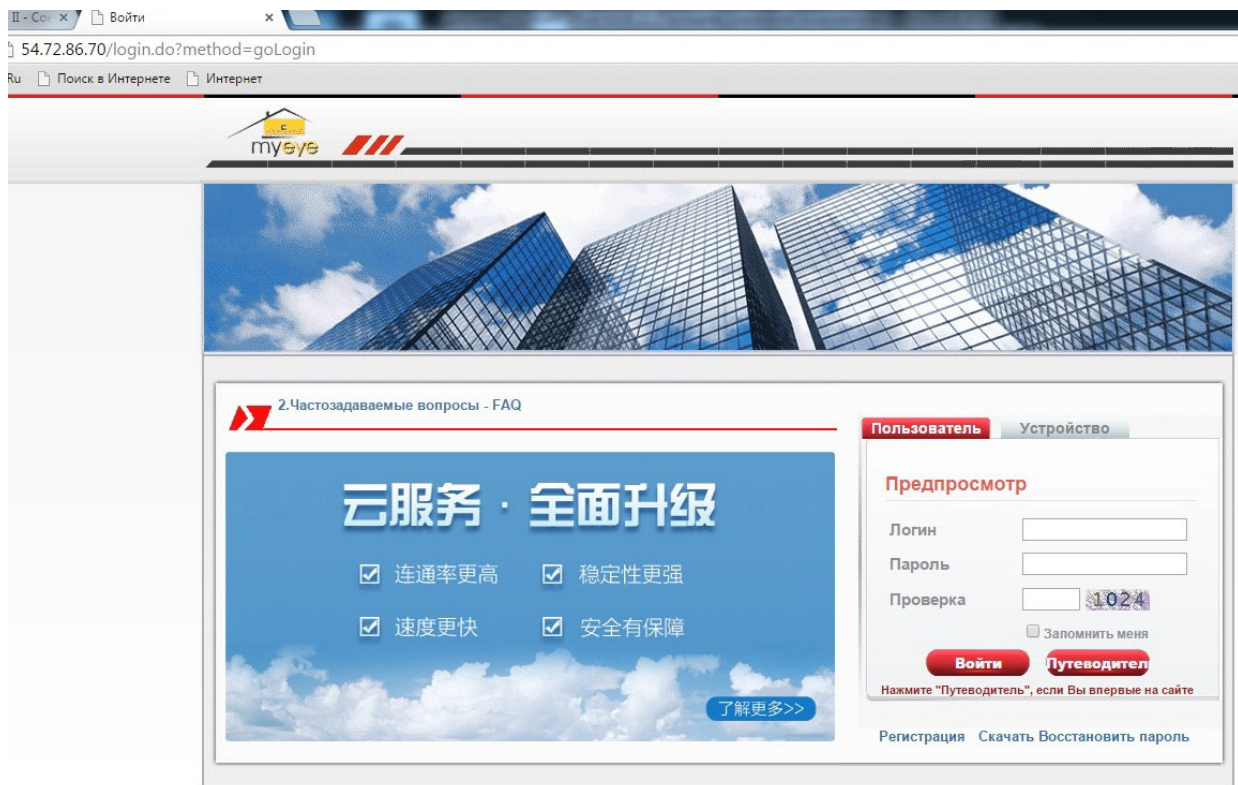 II - Cor
Войти
54.72.86.70/login.do?method=goLogin
Ru Поиск в Интернете Интернет
myeye
2.Частозадаваемые вопросы - FAQ
云服务 · 全面升级
连通率更高 稳定性更强
速度更快 安全有保障
了解更多>>
Пользователь Устройство
Предпросмотр
Логин
Пароль
Проверка 1024
Запомнить меня
Войти Путеводител
Нажмите "Путеводитель", если Вы впервые на сайте
Регистрация Скачать Восстановить пароль